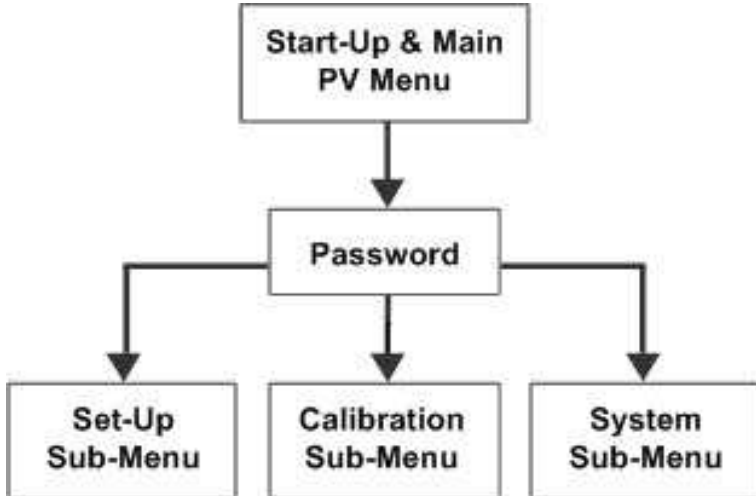 Start-Up & Main
PV Menu
Password
Set-Up
Sub-Menu
Calibration
Sub-Menu
System
Sub-Menu